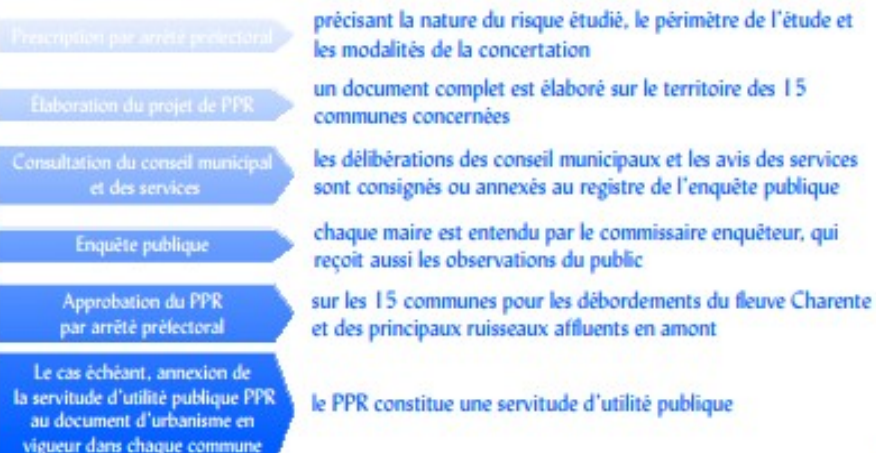 Prescription par arrêté préfectoral
précisant la nature du risque étudié, le périmètre de l'étude et
les modalités de la concertation
Élaboration du projet de PPR
un document complet est élaboré sur le territoire des 15
communes concernées
Consultation du conseil municipal
et des services
les délibérations des conseil municipaux et les avis des services
sont consignés ou annexés au registre de l'enquête publique
Enquête publique
chaque maire est entendu par le commissaire enquêteur, qui
reçoit aussi les observations du public
Approbation du PPR
par arrêté préfectoral
sur les 15 communes pour les débordements du fleuve Charente
et des principaux ruisseaux affluents en amont
Le cas échéant, annexion de
la servitude d'utilité publique PPR
au document d'urbanisme en
vigueur dans chaque commune
le PPR constitue une servitude d'utilité publique